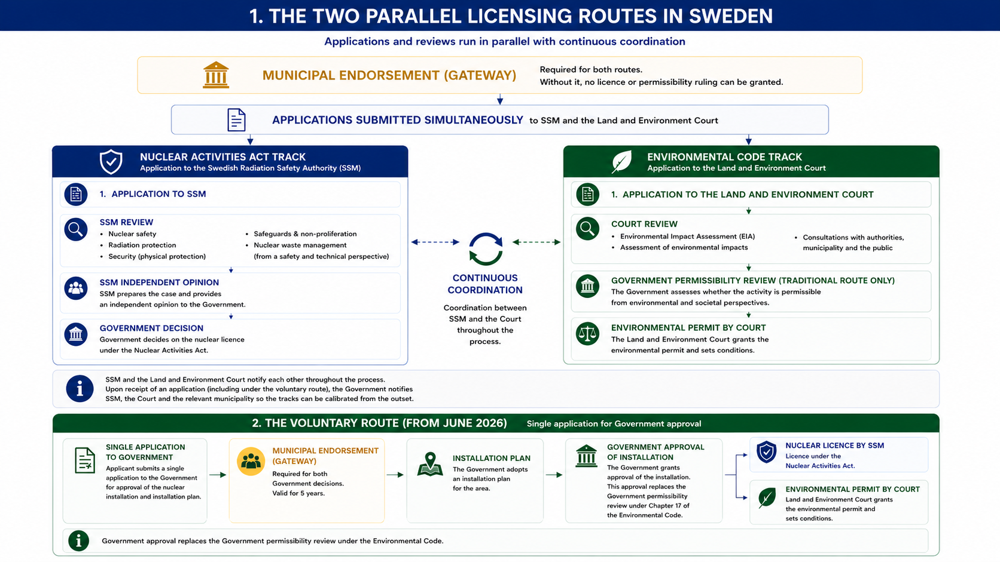 1. THE TWO PARALLEL LICENSING ROUTES IN SWEDEN
Applications and reviews run in parallel with continuous coordination
MUNICIPAL ENDORSEMENT (GATEWAY)
Required for both routes.
Without it, no licence or permissibility ruling can be granted.
APPLICATIONS SUBMITTED SIMULTANEOUSLY to SSM and the Land and Environment Court
NUCLEAR ACTIVITIES ACT TRACK
Application to the Swedish Radiation Safety Authority (SSM)
1. APPLICATION TO SSM
SSM REVIEW
• Nuclear safety
• Radiation protection
• Security (physical protection)
• Safeguards & non-proliferation
• Nuclear waste management
(from a safety and technical perspective)
SSM INDEPENDENT OPINION
SSM prepares the case and provides
an independent opinion to the Government.
GOVERNMENT DECISION
Government decides on the nuclear licence
under the Nuclear Activities Act.
CONTINUOUS
COORDINATION
Coordination between
SSM and the Court
throughout the
process.
ENVIRONMENTAL CODE TRACK
Application to the Land and Environment Court
1. APPLICATION TO THE LAND AND ENVIRONMENT COURT
COURT REVIEW
• Environmental Impact Assessment (EIA)
• Assessment of environmental impacts
• Consultations with authorities,
municipality and the public
GOVERNMENT PERMISSIBILITY REVIEW (TRADITIONAL ROUTE ONLY)
The Government assesses whether the activity is permissible
from environmental and societal perspectives.
ENVIRONMENTAL PERMIT BY COURT
The Land and Environment Court grants the
environmental permit and sets conditions.
SSM and the Land and Environment Court notify each other throughout the process.
Upon receipt of an application (including under the voluntary route), the Government notifies
SSM, the Court and the relevant municipality so the tracks can be calibrated from the outset.
2. THE VOLUNTARY ROUTE (FROM JUNE 2026) Single application for Government approval
SINGLE APPLICATION
TO GOVERNMENT
Applicant submits a single
application to the Government
for approval of the nuclear
installation and installation plan.
MUNICIPAL ENDORSEMENT
(GATEWAY)
Required for both
Government decisions.
Valid for 5 years.
INSTALLATION PLAN
The Government adopts
an installation plan
for the area.
GOVERNMENT APPROVAL
OF INSTALLATION
The Government grants
approval of the installation.
This approval replaces the
Government permissibility
review under Chapter 17 of
the Environmental Code.
NUCLEAR LICENCE BY SSM
Licence under the
Nuclear Activities Act.
ENVIRONMENTAL PERMIT BY COURT
Land and Environment Court grants
the environmental permit and
sets conditions.
Government approval replaces the Government permissibility review under the Environmental Code.